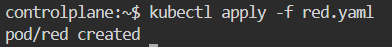 controlplane:~$ kubectl apply -f red.yaml
pod/red created